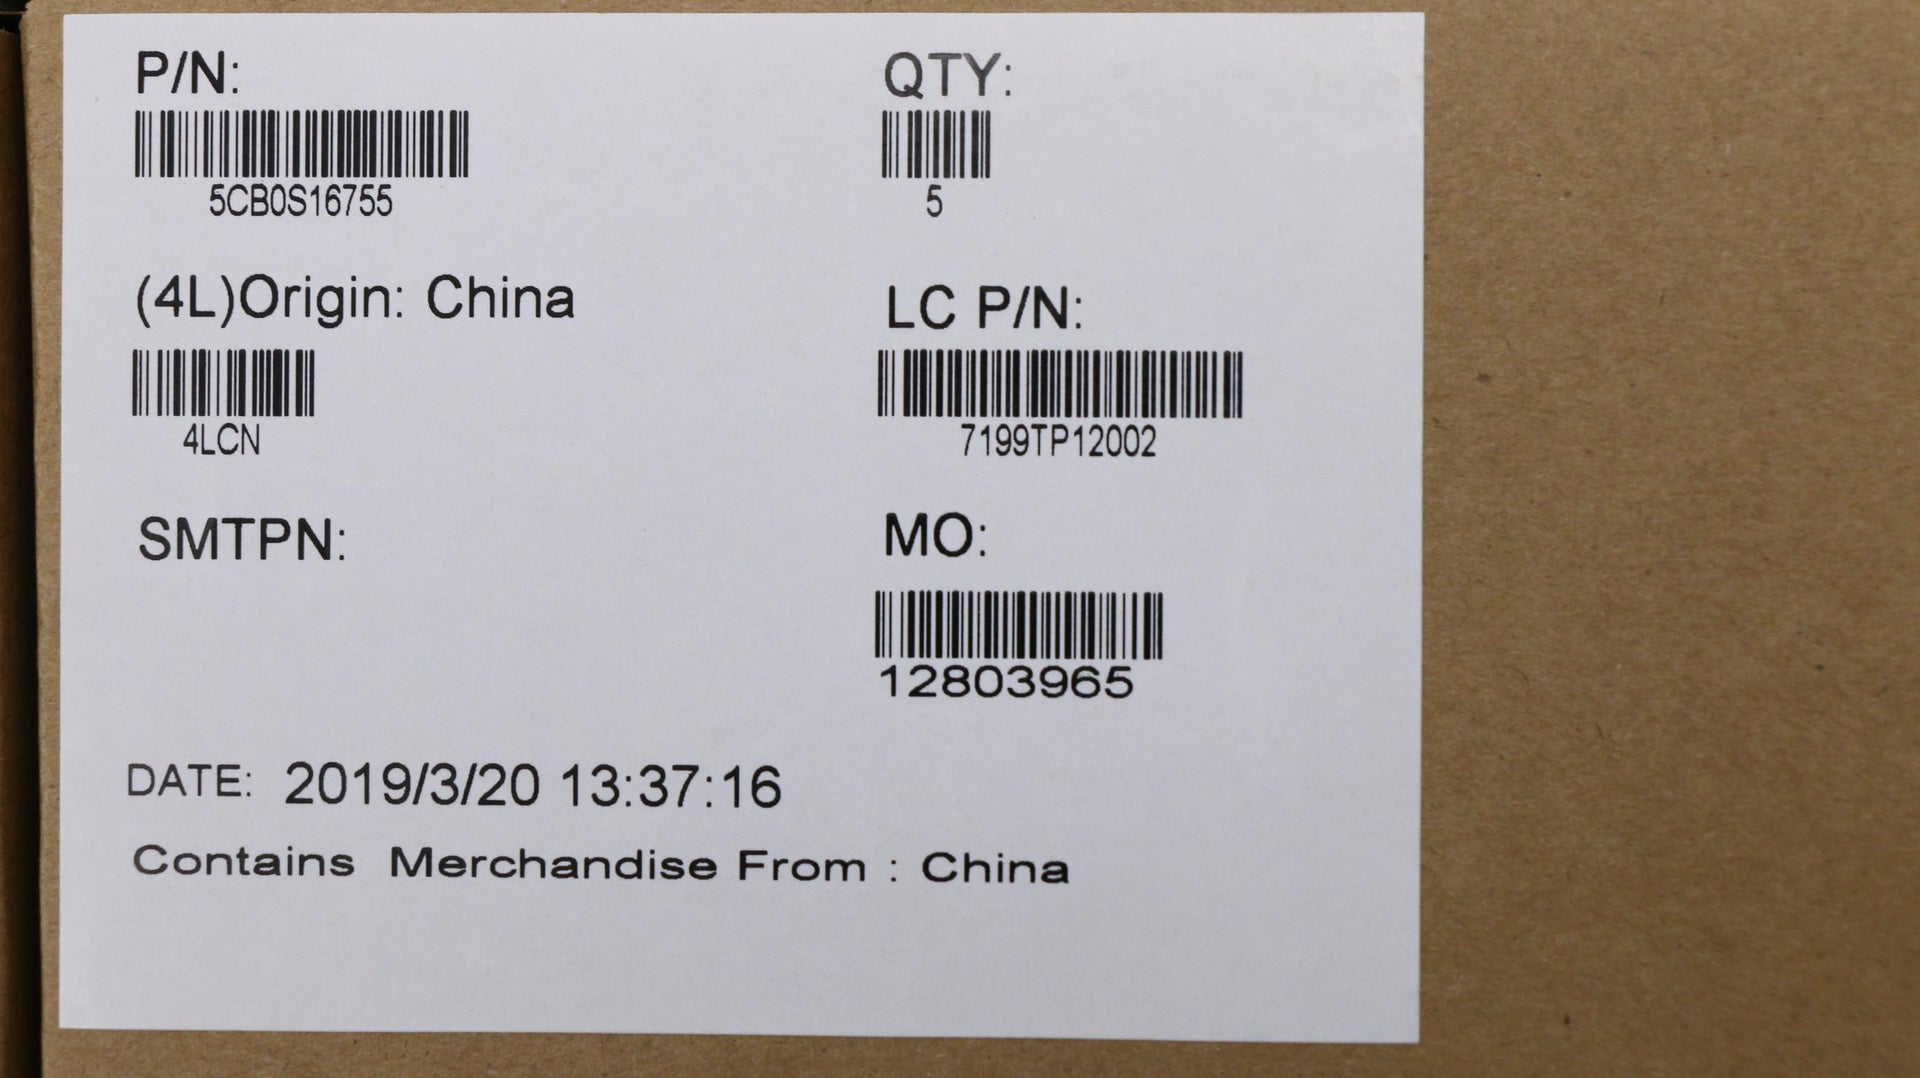 P/N:
5CB0S16755
QTY:
5
(4L)Origin: China
4LCN
LC P/N:
7199TP12002
SMTPN:
MO:
12803965
DATE: 2019/3/20 13:37:16
Contains Merchandise From : China